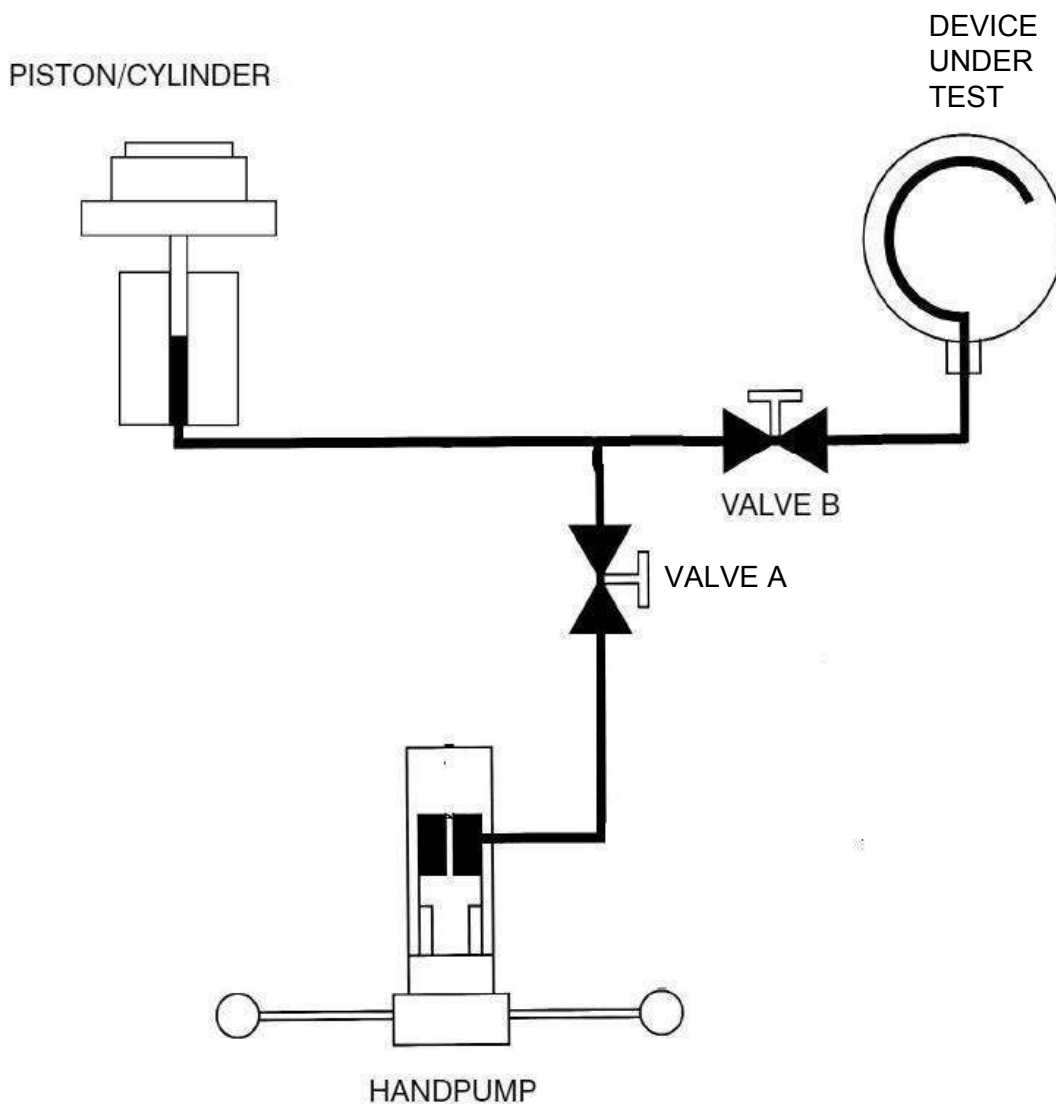 PISTON/CYLINDER
DEVICE
UNDER
TEST
VALVE B
VALVE A
HANDPUMP